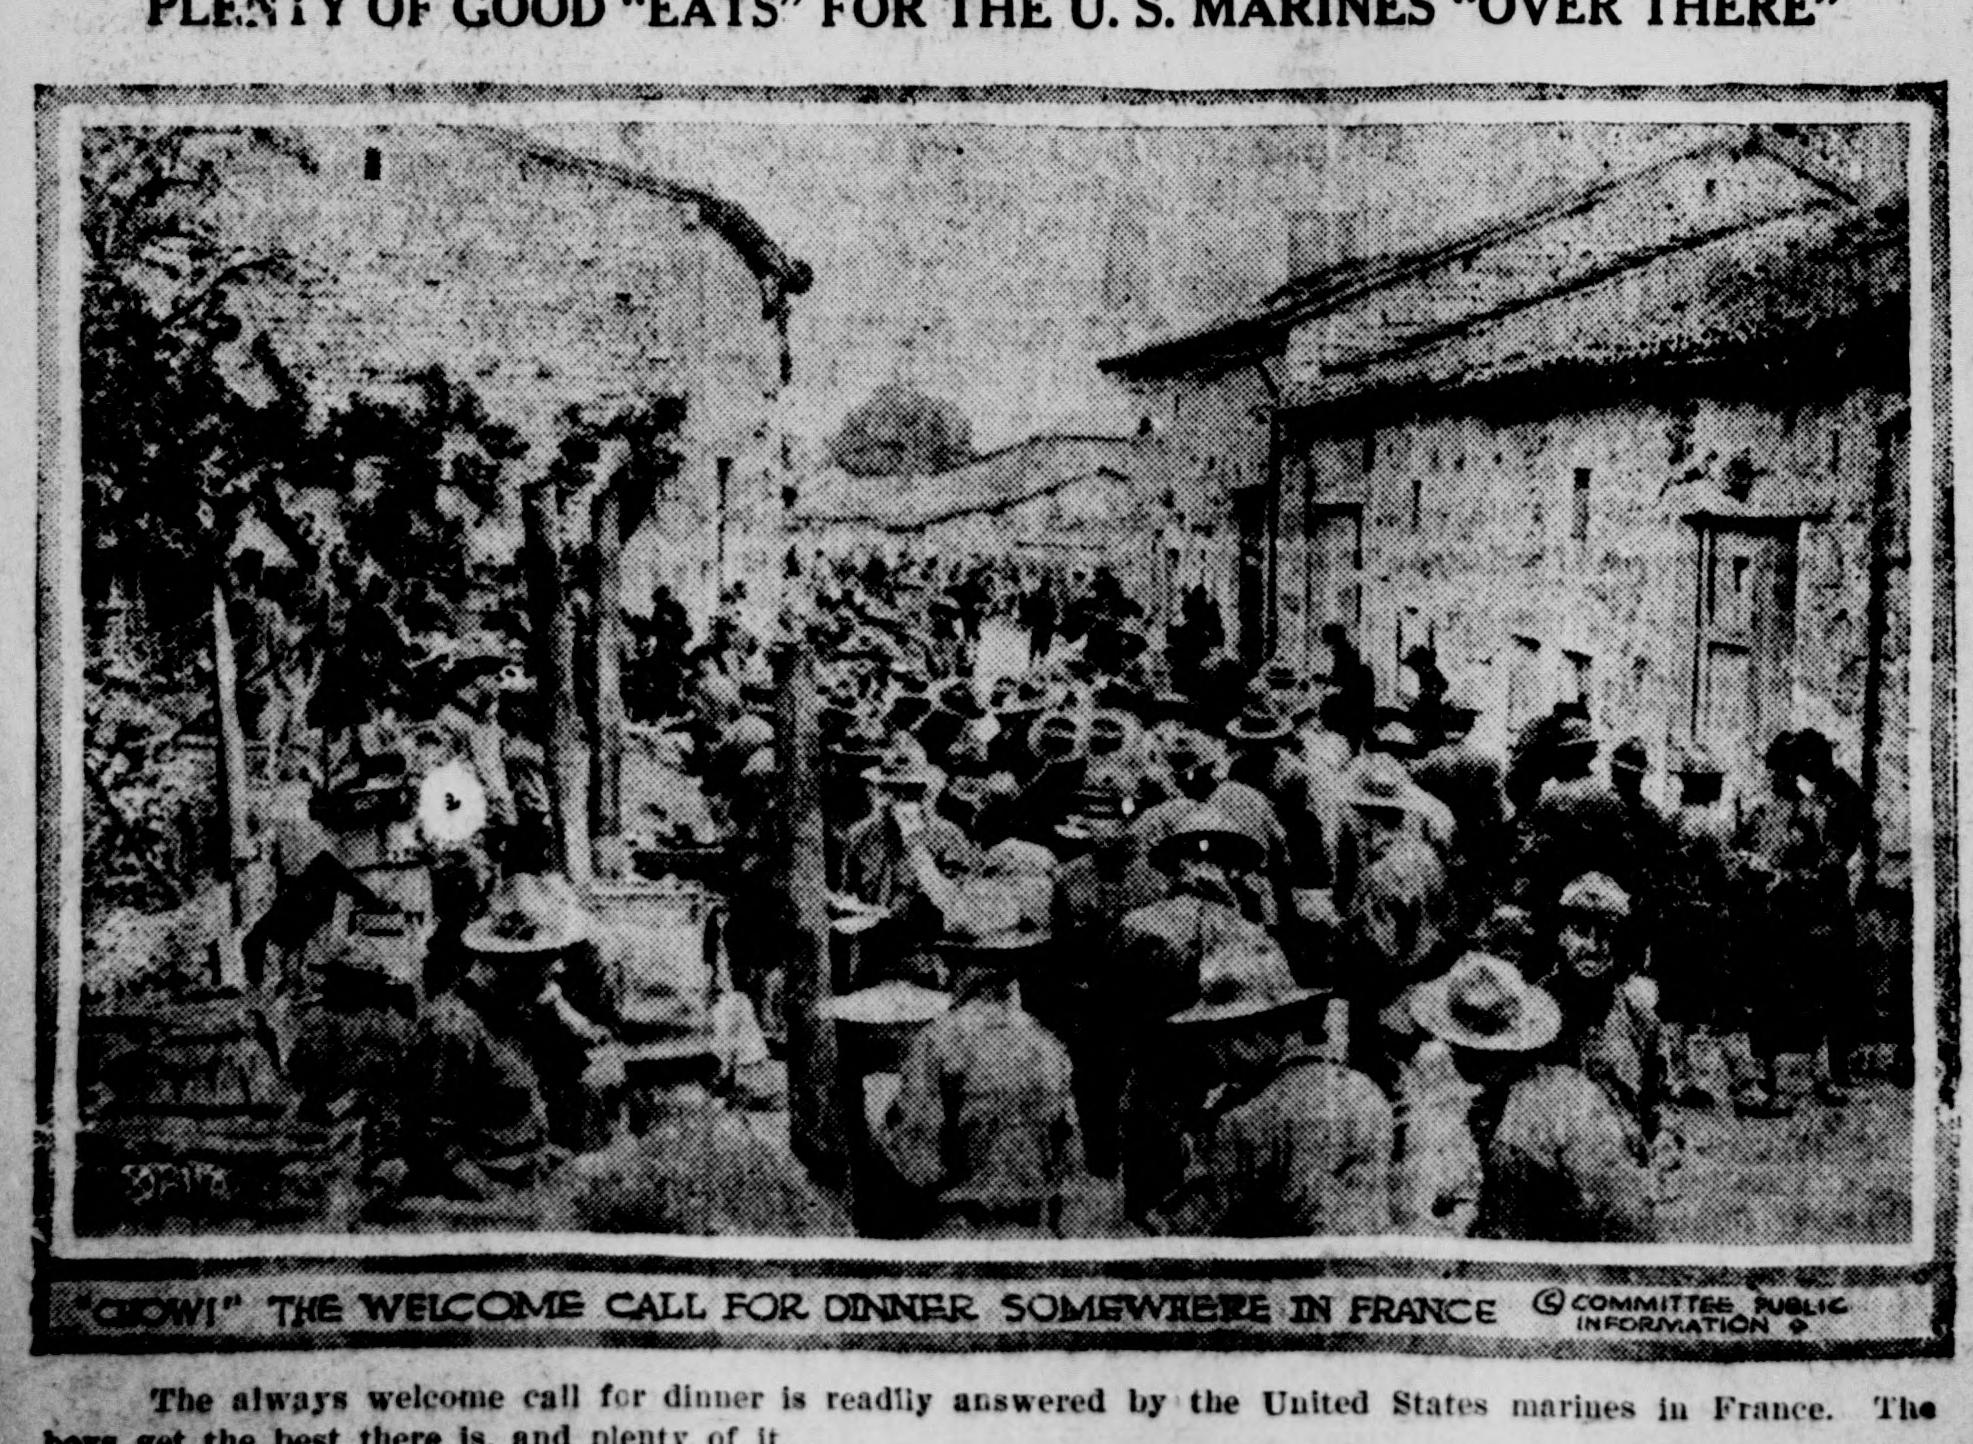 PLENTY OF GOOD "EATS" FOR THE U. S. MARINES "OVER THERE"
"CHOW!" THE WELCOME CALL FOR DINNER SOMEWHERE IN FRANCE © COMMITTEE PUBLIC
INFORMATION
The always welcome call for dinner is readily answered by the United States marines in France. The
boys get the best there is, and plenty of it